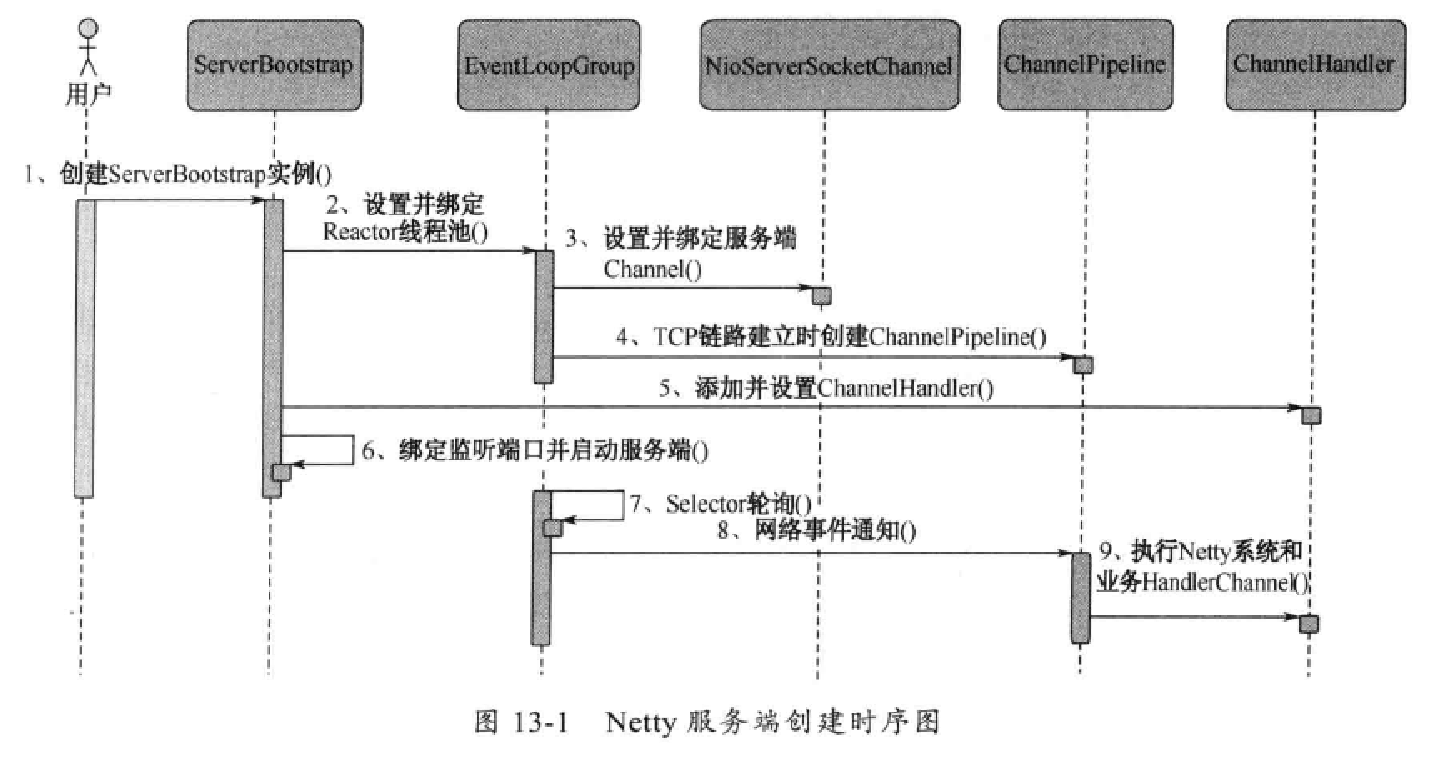 用户
ServerBootstrap
EventLoopGroup
NioServerSocketChannel
ChannelPipeline
ChannelHandler
1、创建ServerBootstrap实例()
2、设置并绑定
Reactor线程池()
3、设置并绑定服务端
Channel()
4、TCP链路建立时创建ChannelPipeline()
5、添加并设置ChannelHandler()
6、绑定监听端口并启动服务端()
7、Selector轮询()
8、网络事件通知()
9、执行Netty系统和
业务HandlerChannel()
图 13-1 Netty 服务端创建时序图